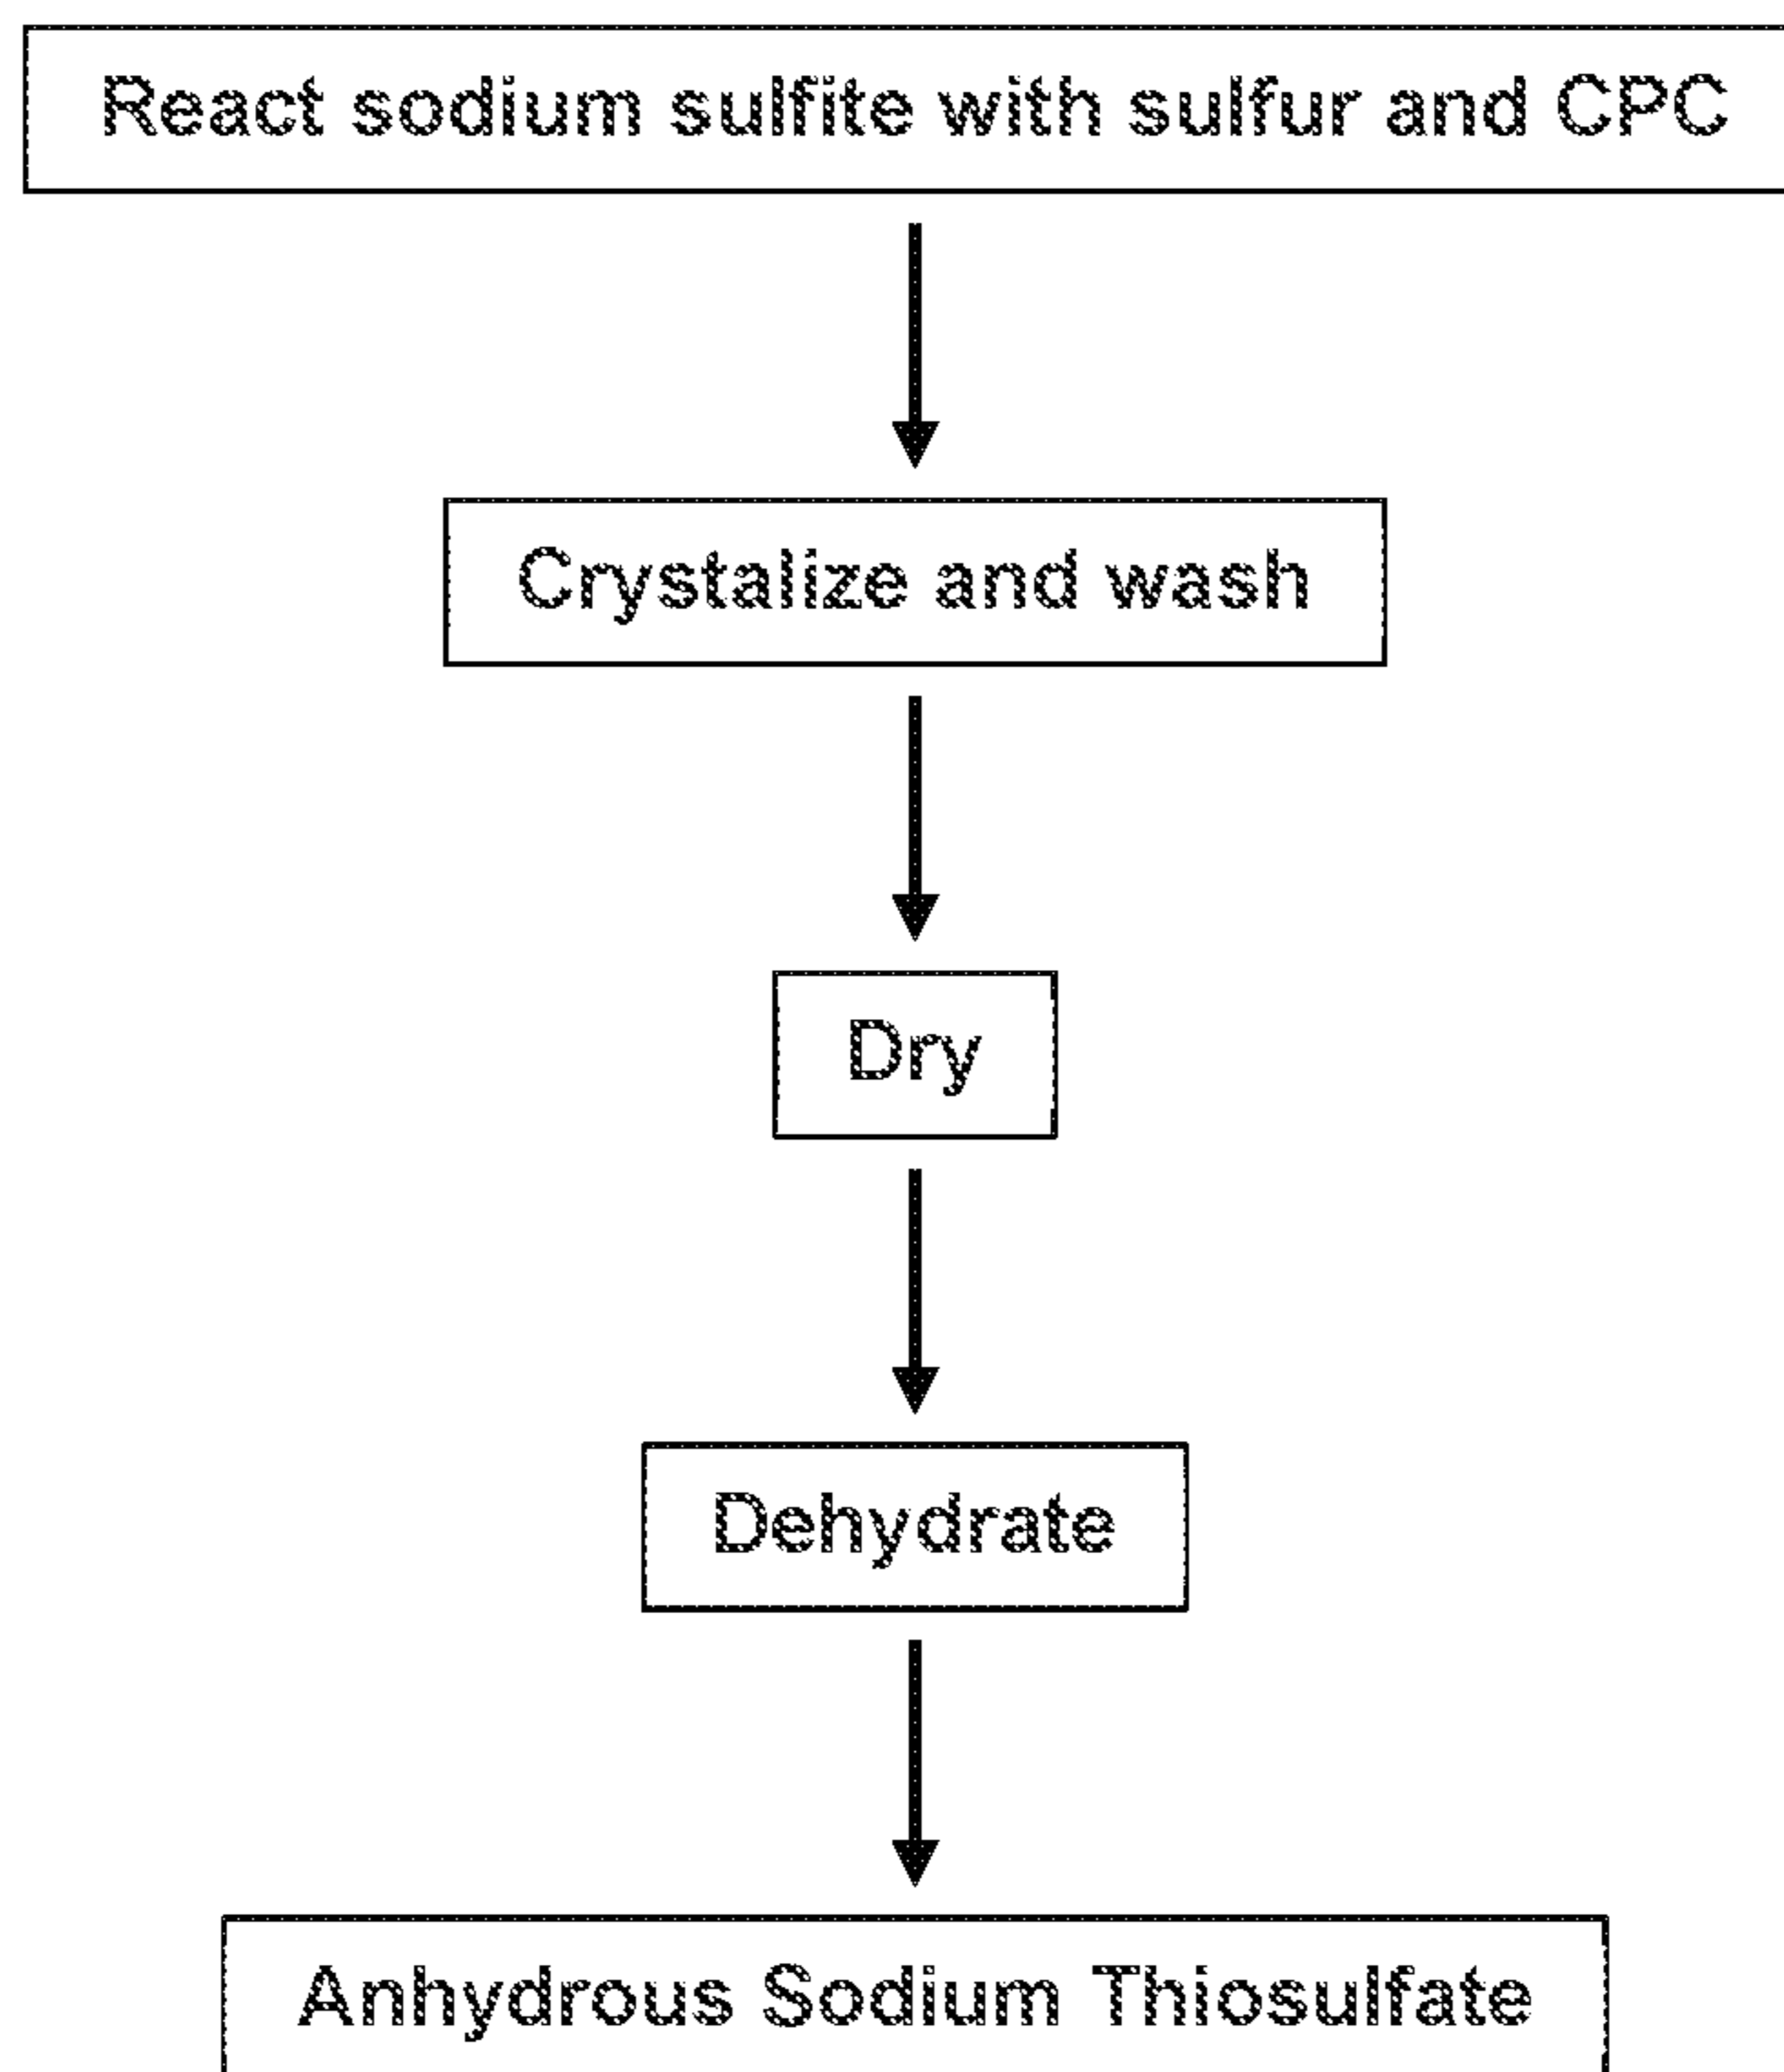 React sodium sulfite with sulfur and CPC
Crystalize and wash
Dry
Dehydrate
Anhydrous Sodium Thiosulfate